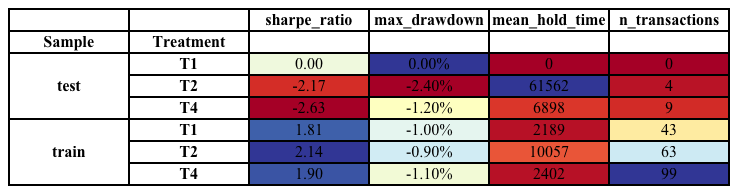 sharpe_ratio max_drawdown mean_hold_time n_transactions
Sample Treatment
test T1 0.00 0.00% 0 0
T2 -2.17 -2.40% 61562 4
T4 -2.63 -1.20% 6898 9
train T1 1.81 -1.00% 2189 43
T2 2.14 -0.90% 10057 63
T4 1.90 -1.10% 2402 99